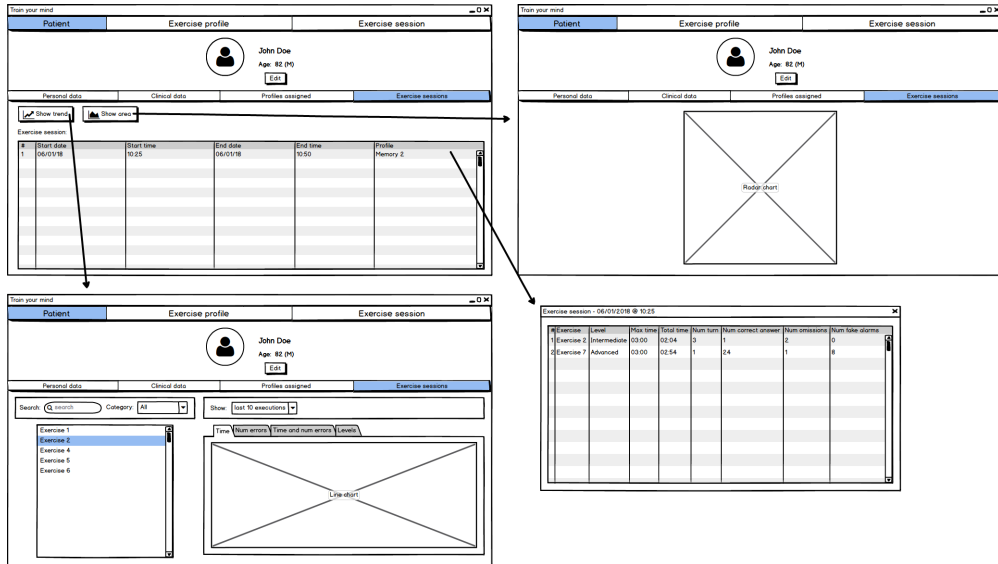 Train your mind
Patient Exercise profile Exercise session
John Doe
Age: 82 (M)
Edit
Personal data Clinical data Profiles assigned Exercise sessions
Show trend Show area
Exercise session:
# Start date Start time End date End time Profile
1 06/01/18 10:25 06/01/18 10:50 Memory 2
Train your mind
Patient Exercise profile Exercise session
John Doe
Age: 82 (M)
Edit
Personal data Clinical data Profiles assigned Exercise sessions
Radar chart
Train your mind
Patient Exercise profile Exercise session
John Doe
Age: 82 (M)
Edit
Personal data Clinical data Profiles assigned Exercise sessions
Search: search Category: All Show: last 10 executions
Exercise 1
Exercise 2
Exercise 4
Exercise 5
Exercise 6
Time Num errors Time and num errors Levels
Line chart
Exercise session - 06/01/2018 @ 10:25
# Exercise Level Max time Total time Num turn Num correct answer Num omissions Num fake alarms
1 Exercise 2 Intermediate 03:00 02:04 3 1 2 0
2 Exercise 7 Advanced 03:00 02:54 1 24 1 8